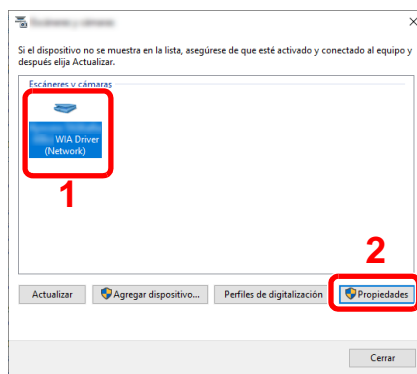 Si el dispositivo no se muestra en la lista, asegúrese de que esté activado y conectado al equipo y
después elija Actualizar.
Escáneres y cámaras
WIA Driver
(Network)
1
2
Actualizar
Agregar dispositivo...
Perfiles de digitalización
Propiedades
Cerrar